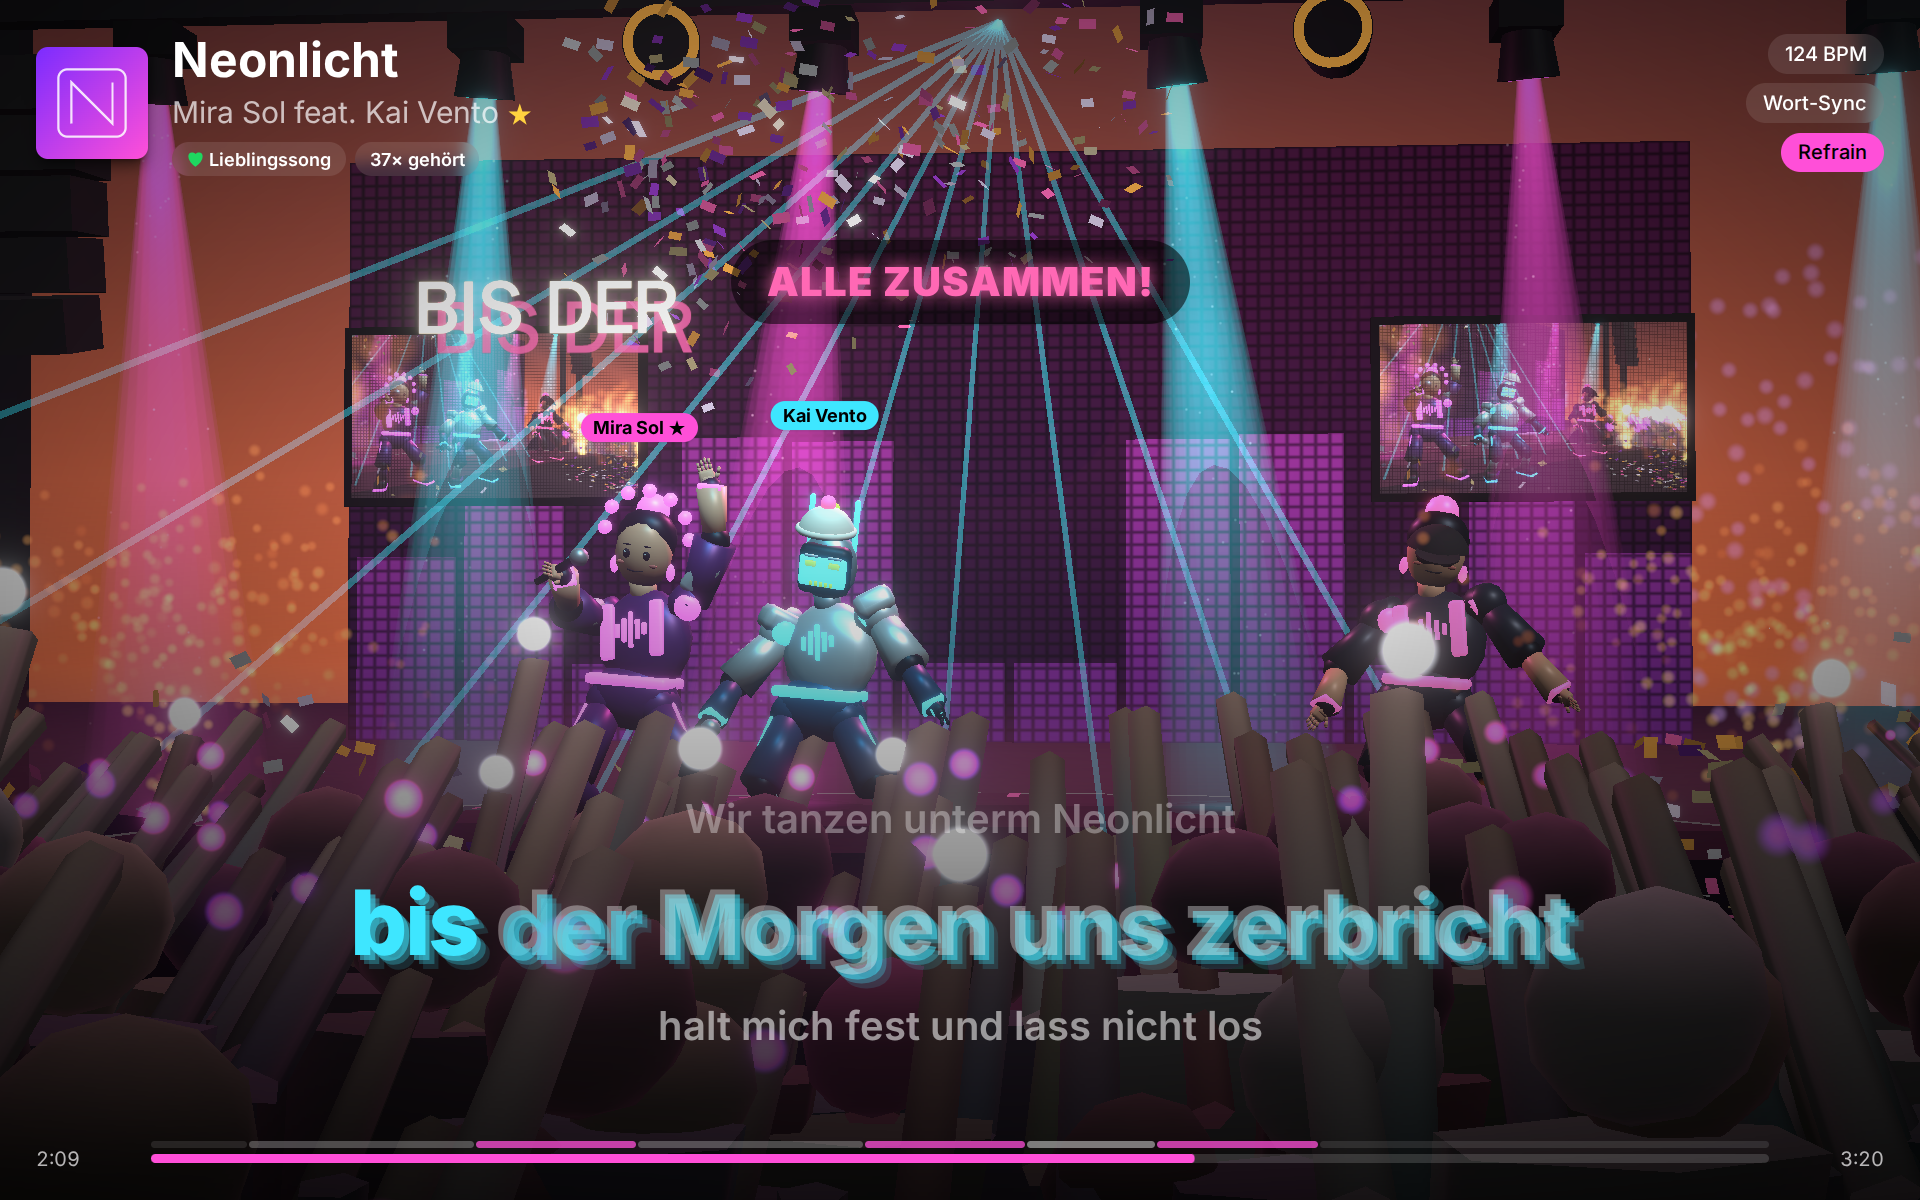 N
Neonlicht
Mira Sol feat. Kai Vento ★
Lieblingssong
37× gehört
124 BPM
Wort-Sync
Refrain
ALLE ZUSAMMEN!
BIS DER
BIS DER
Mira Sol ★
Kai Vento
Wir tanzen unterm Neonlicht
bis der Morgen uns zerbricht
halt mich fest und lass nicht los
2:09
3:20